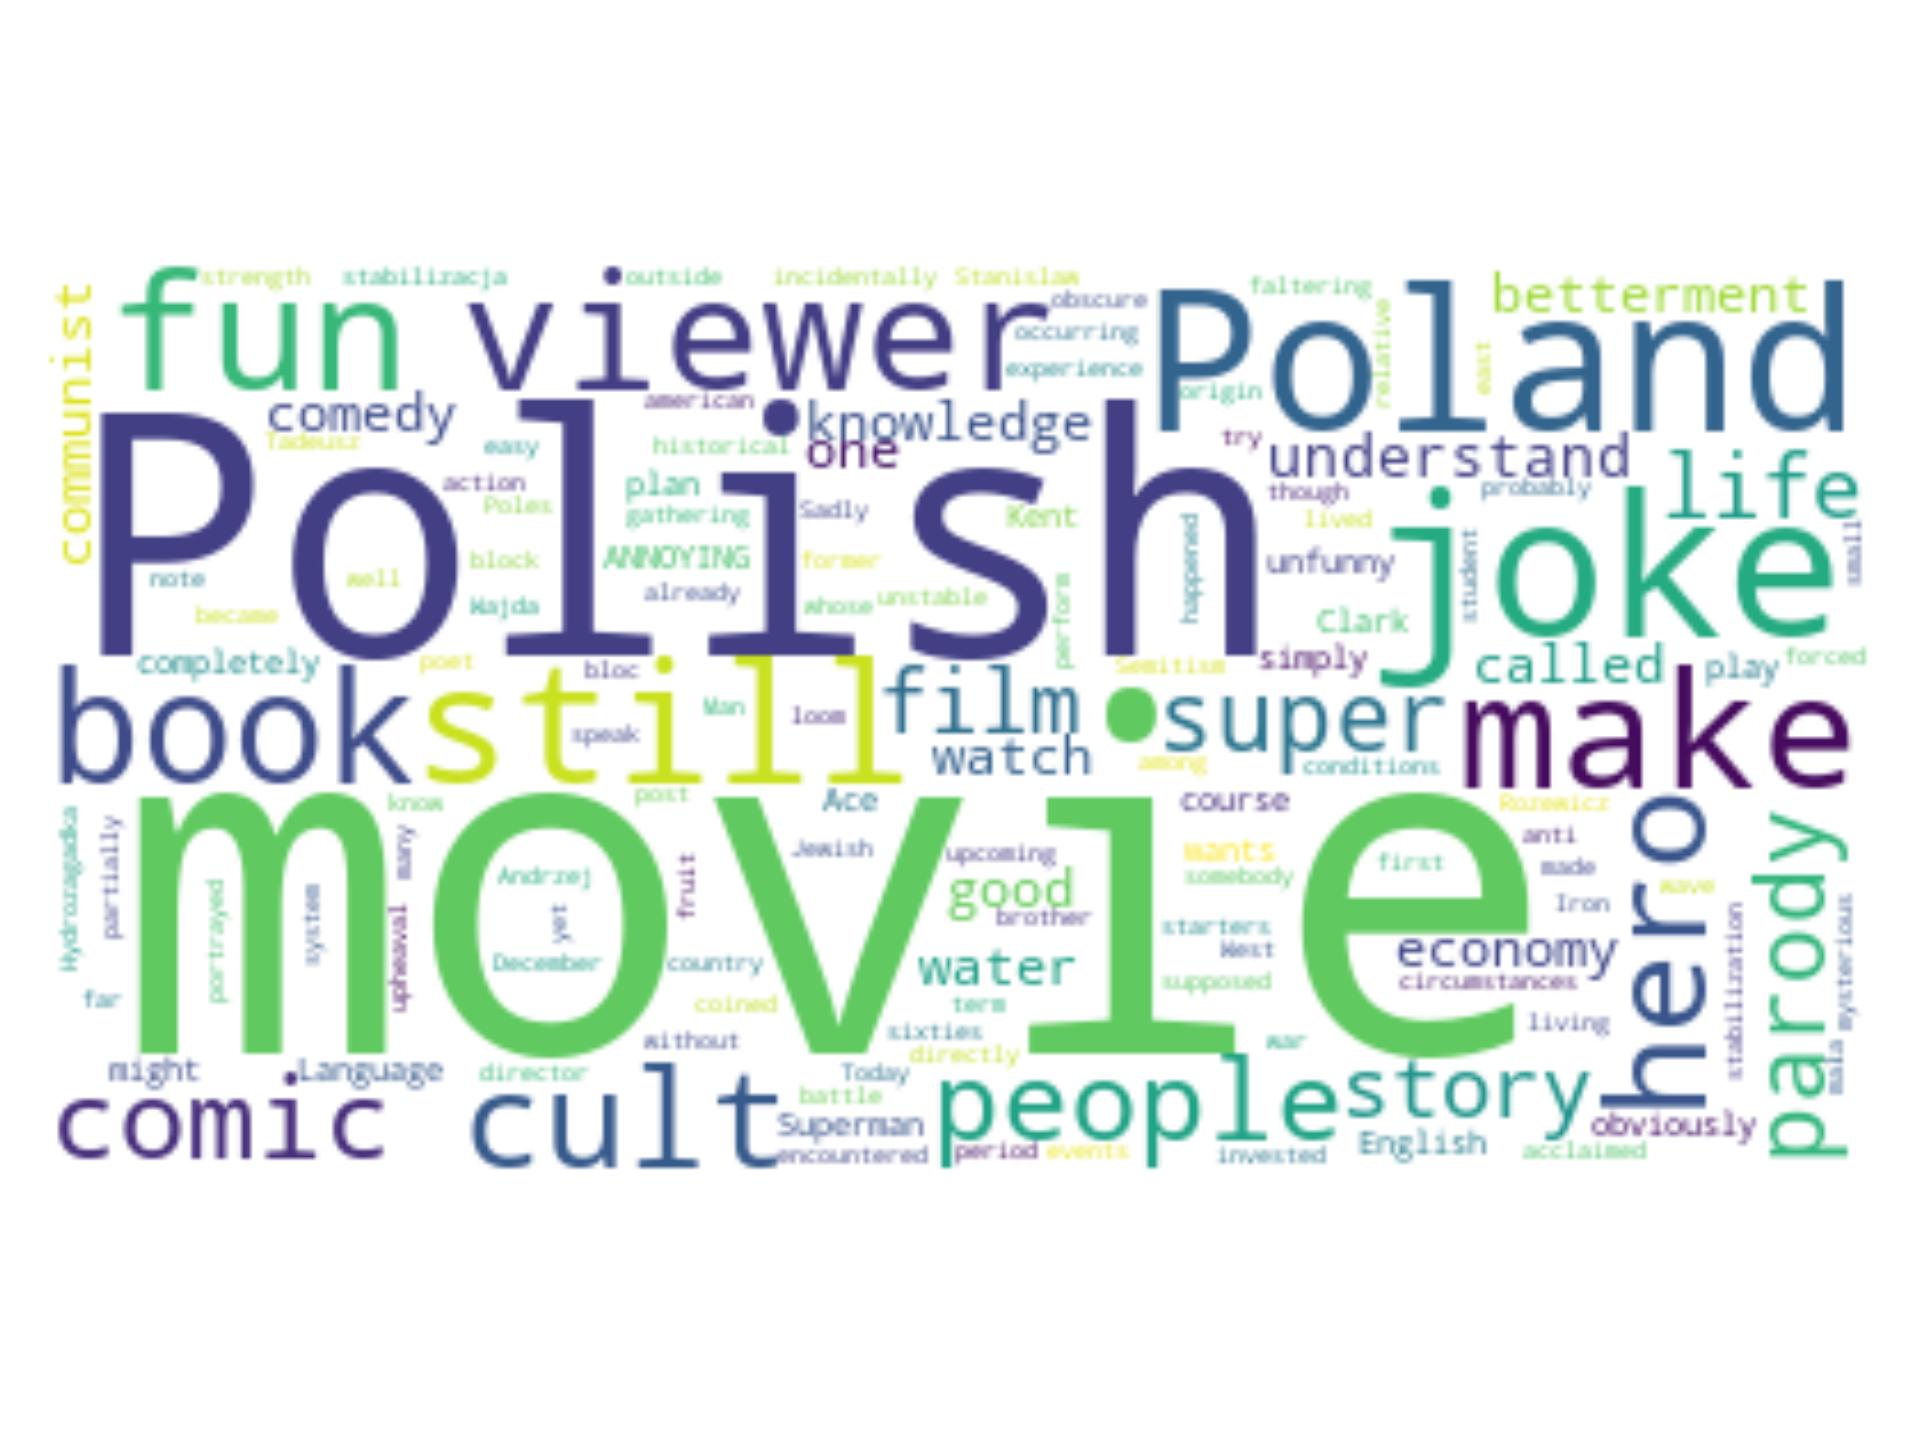 strength stabilizacja outside incidentally Stanislaw
communist fun viewer obscure Poland faltering betterment
occurring relative east
experience origin
comedy american knowledge
Tadeusz easy historical one try understand life
Polish
action plan Sadly Kent though probably
Poles gathering lived joke
block ANNOYING former happened unfunny student small
note well Wajda already whose unstable perform
became Clark
completely poet bloc Semitism simply called play forced
book still Man loom film super make
speak watch among conditions
know post Ace course Rozewicz
movie
Hydrozagadka partially many Jewish upcoming wants first anti hero parody
portrayed system Andrzej fruit good somebody made wave
yet brother Iron
upheaval December country water starters West economy
far coined term supposed circumstances stabilization mysterious
without sixties living
directly war
might Language director Today people story mala
comic cult battle
Superman obviously
encountered period events invested English acclaimed